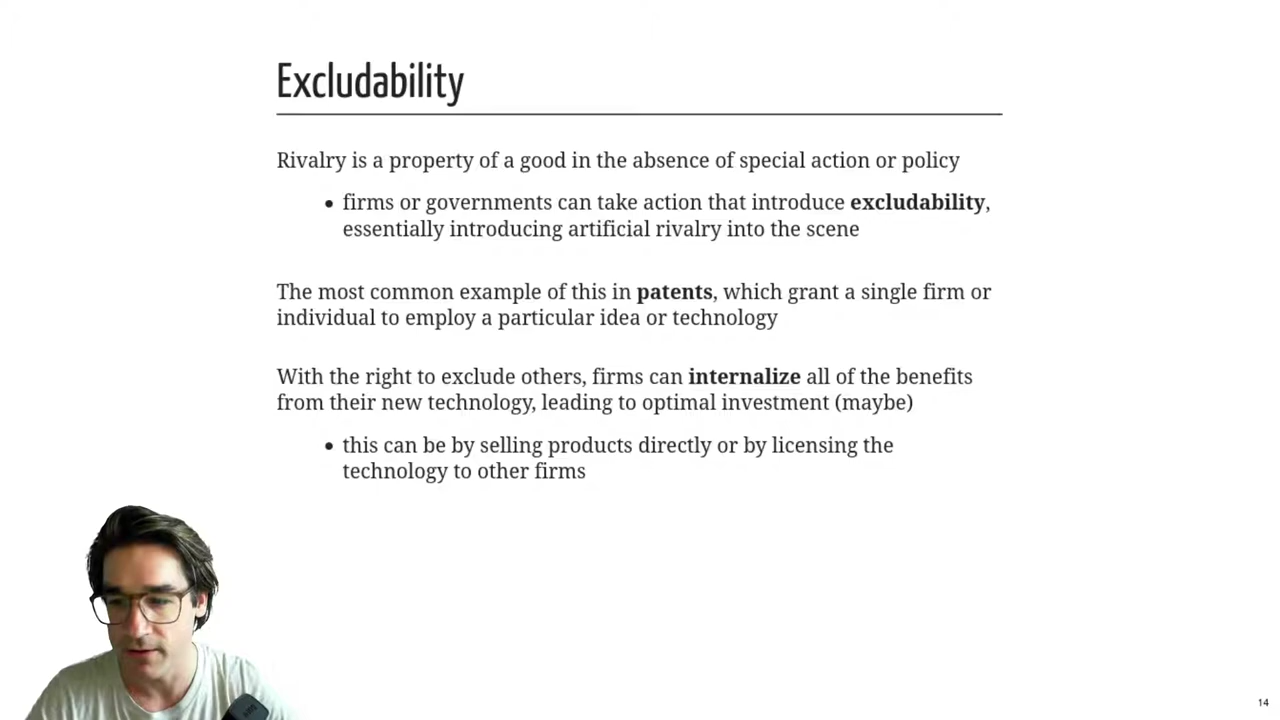 Excludability
Rivalry is a property of a good in the absence of special action or policy
• firms or governments can take action that introduce excludability,
essentially introducing artificial rivalry into the scene
The most common example of this in patents, which grant a single firm or
individual to employ a particular idea or technology
With the right to exclude others, firms can internalize all of the benefits
from their new technology, leading to optimal investment (maybe)
• this can be by selling products directly or by licensing the
technology to other firms
14